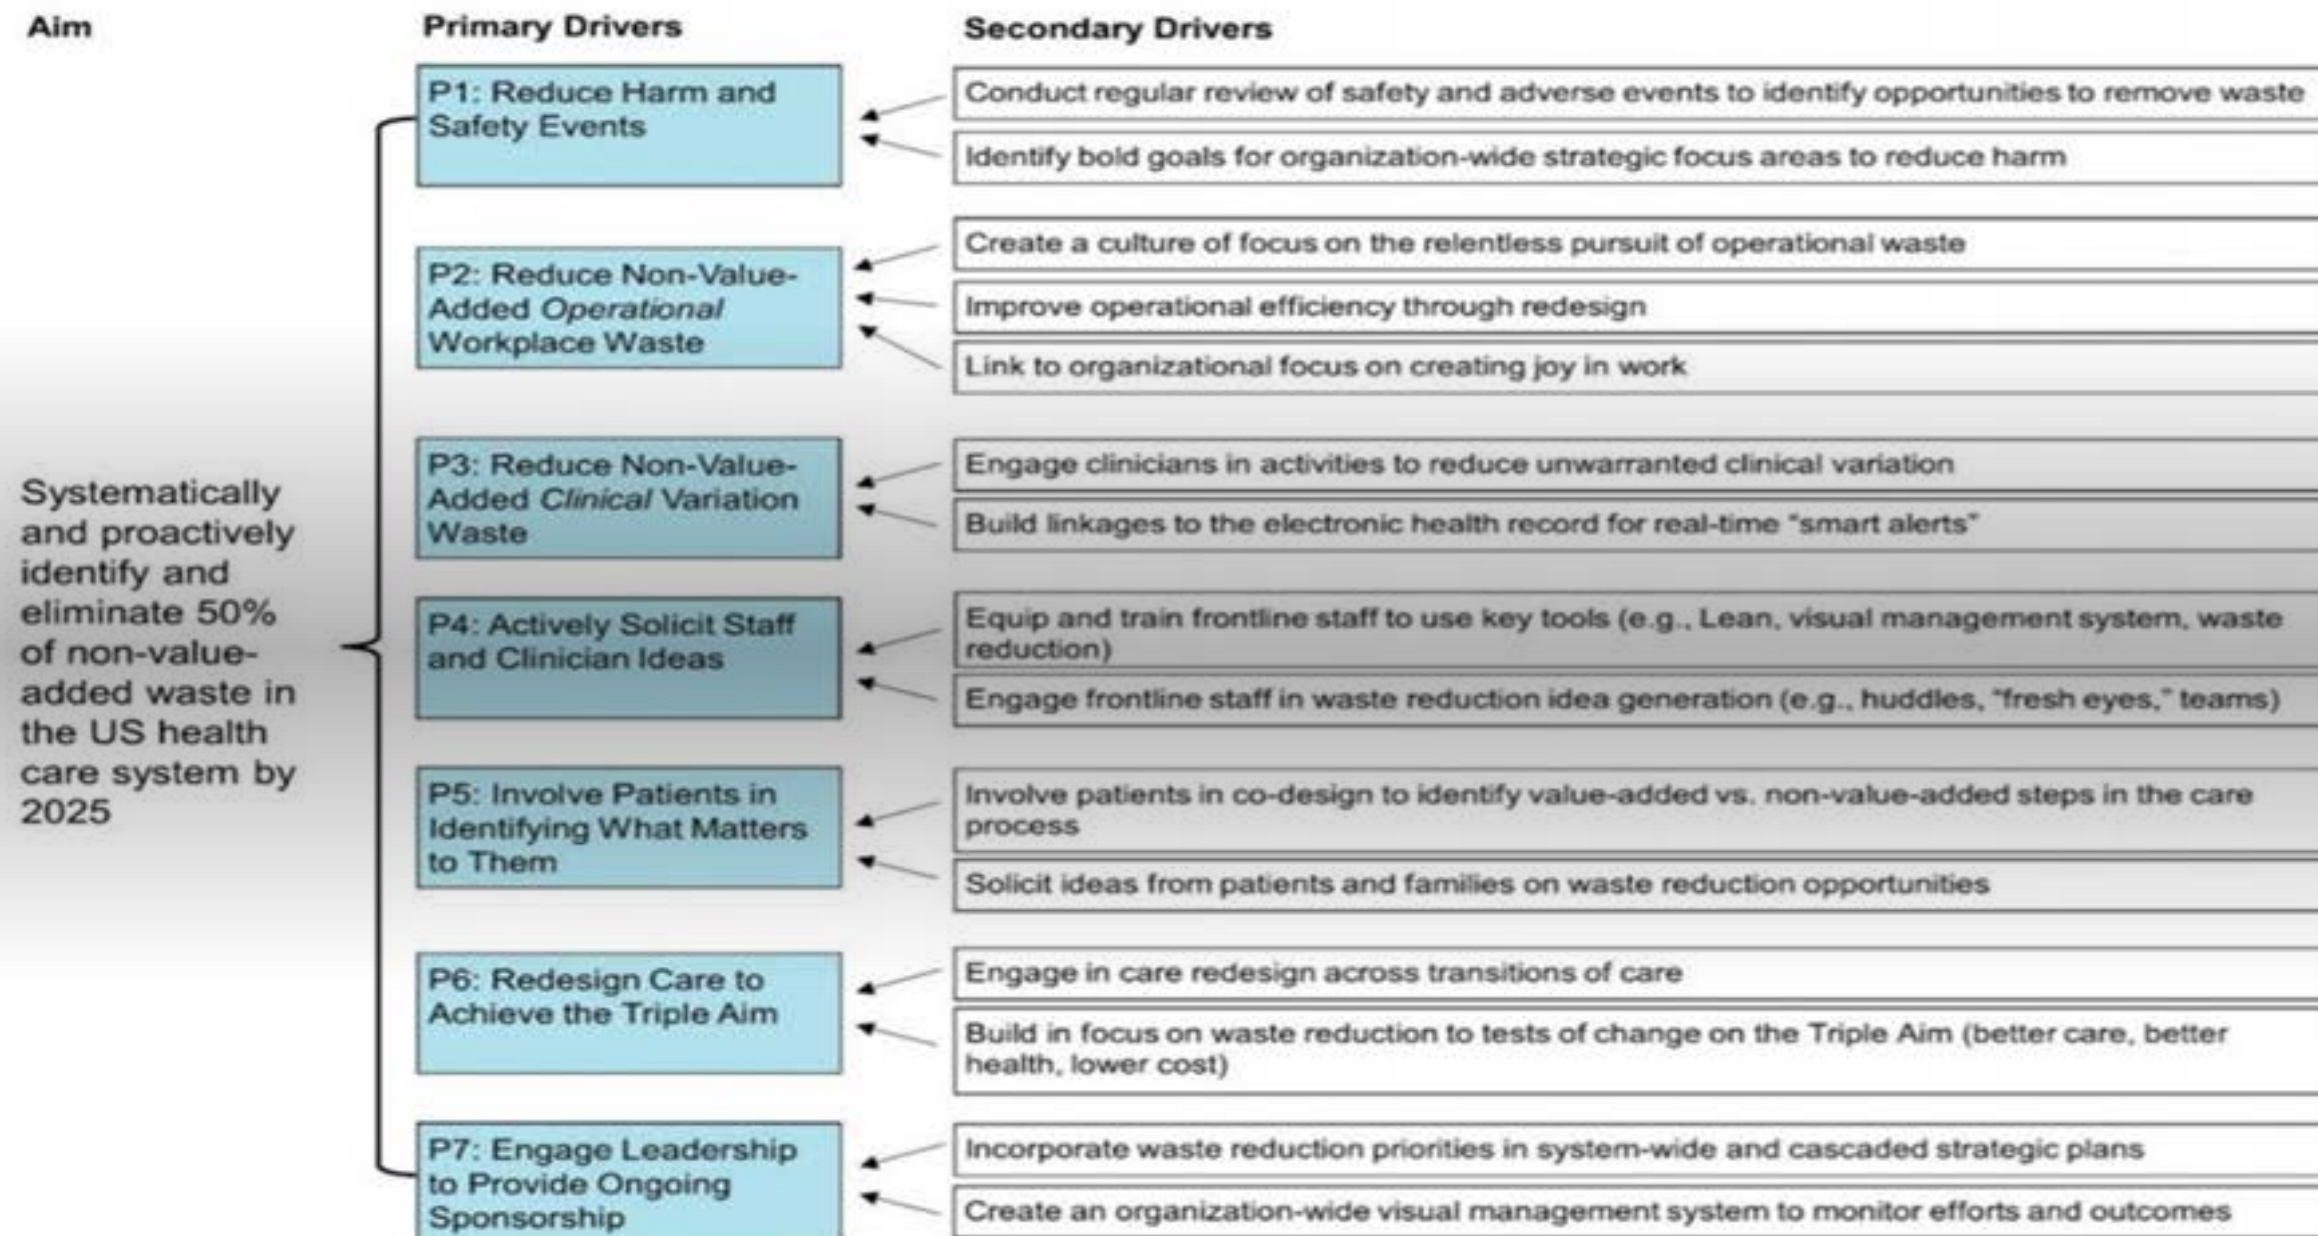 Aim
Primary Drivers
Secondary Drivers
Systematically
and proactively
identify and
eliminate 50%
of non-value-
added waste in
the US health
care system by
2025
P1: Reduce Harm and
Safety Events
Conduct regular review of safety and adverse events to identify opportunities to remove waste
Identify bold goals for organization-wide strategic focus areas to reduce harm
P2: Reduce Non-Value-
Added Operational
Workplace Waste
Create a culture of focus on the relentless pursuit of operational waste
Improve operational efficiency through redesign
Link to organizational focus on creating joy in work
P3: Reduce Non-Value-
Added Clinical Variation
Waste
Engage clinicians in activities to reduce unwarranted clinical variation
Build linkages to the electronic health record for real-time “smart alerts”
P4: Actively Solicit Staff
and Clinician Ideas
Equip and train frontline staff to use key tools (e.g., Lean, visual management system, waste
reduction)
Engage frontline staff in waste reduction idea generation (e.g., huddles, “fresh eyes,” teams)
P5: Involve Patients in
Identifying What Matters
to Them
Involve patients in co-design to identify value-added vs. non-value-added steps in the care
process
Solicit ideas from patients and families on waste reduction opportunities
P6: Redesign Care to
Achieve the Triple Aim
Engage in care redesign across transitions of care
Build in focus on waste reduction to tests of change on the Triple Aim (better care, better
health, lower cost)
P7: Engage Leadership
to Provide Ongoing
Sponsorship
Incorporate waste reduction priorities in system-wide and cascaded strategic plans
Create an organization-wide visual management system to monitor efforts and outcomes